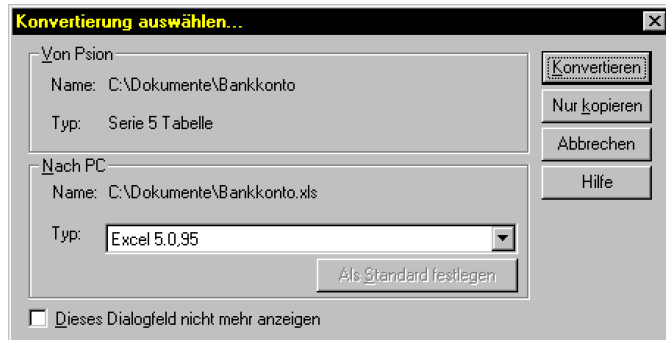 Konvertierung auswählen...
Von Psion
Name: C:\Dokumente\Bankkonto
Typ: Serie 5 Tabelle
Nach PC
Name: C:\Dokumente\Bankkonto.xls
Typ: Excel 5.0,95
Als Standard festlegen
Dieses Dialogfeld nicht mehr anzeigen
Konvertieren
Nur kopieren
Abbrechen
Hilfe